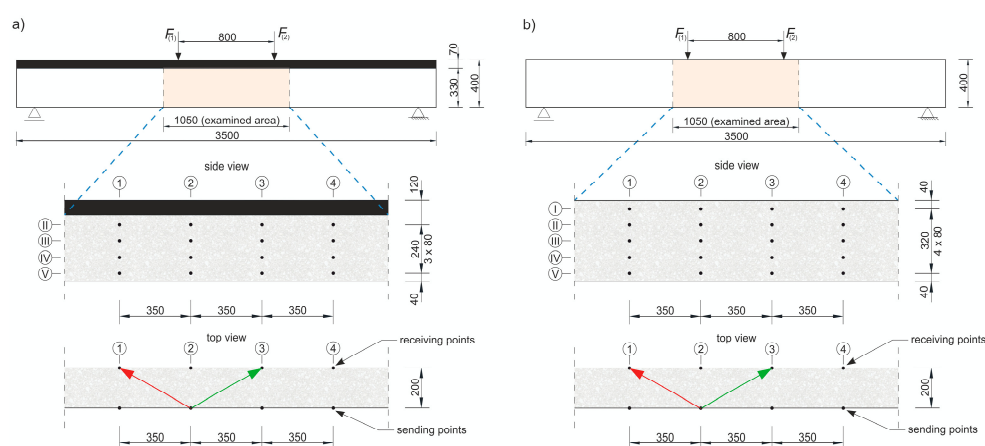 a)
F(1)
800
F(2)
70
330
400
1050 (examined area)
3500
side view
1
2
3
4
120
II
III
IV
V
240
3 x 80
40
350
350
350
top view
1
2
3
4
receiving points
200
sending points
350
350
350
b)
F(1)
800
F(2)
400
1050 (examined area)
3500
side view
1
2
3
4
40
I
II
III
IV
V
320
4 x 80
40
350
350
350
top view
1
2
3
4
receiving points
200
sending points
350
350
350